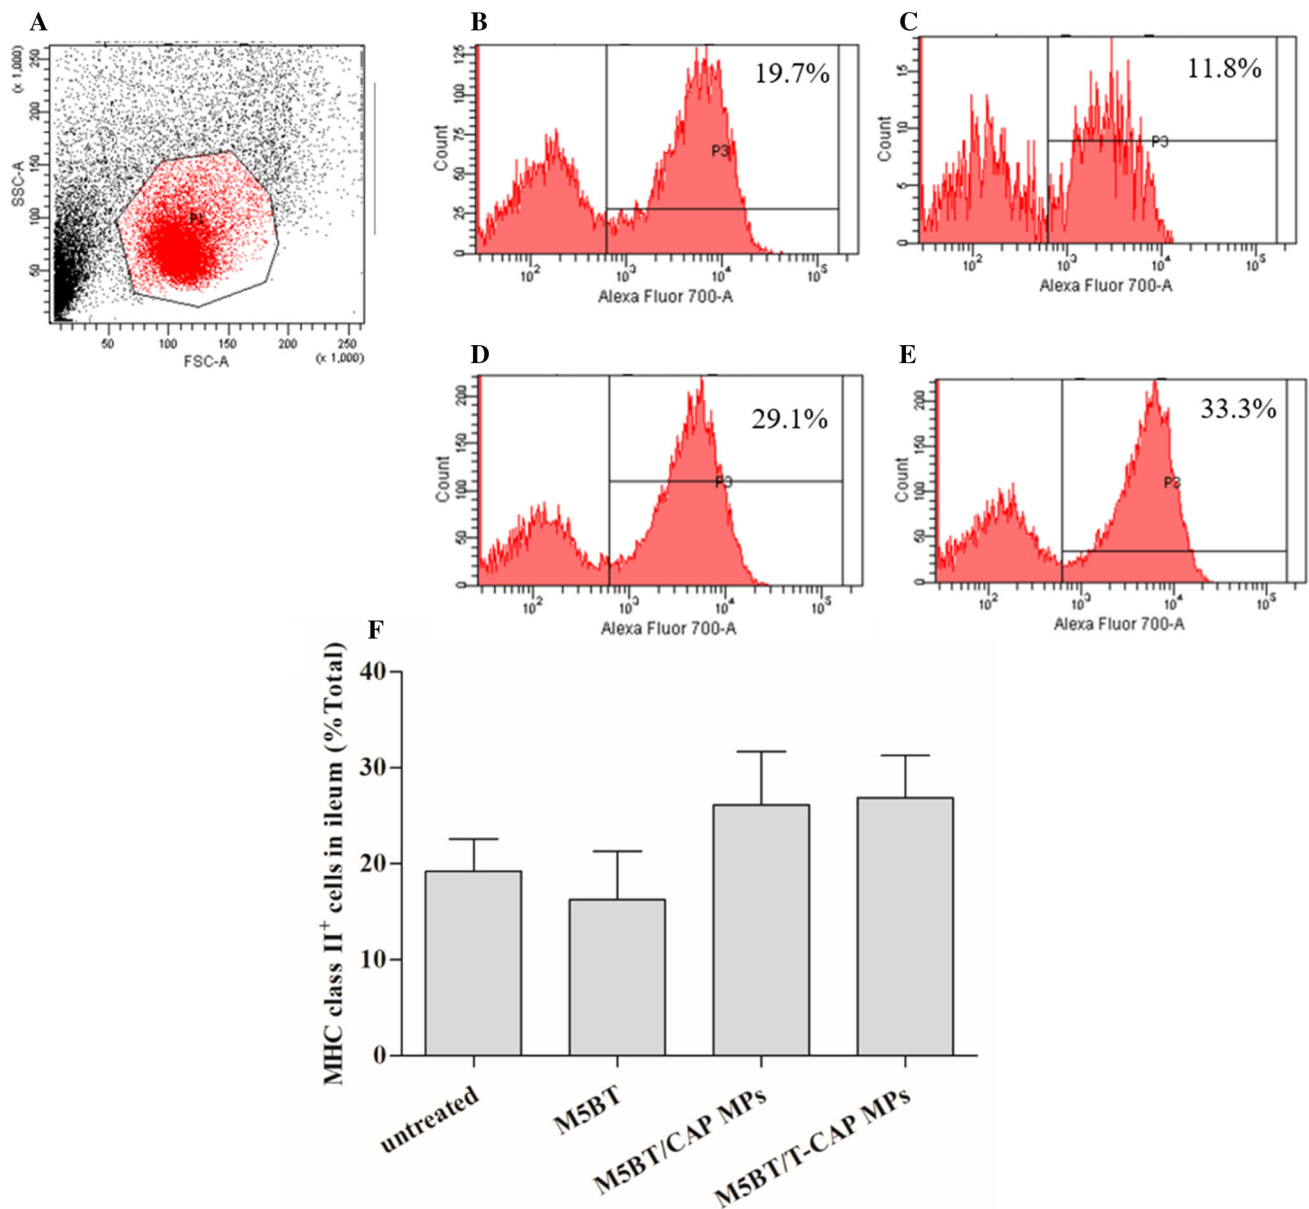 A
(x 1,000)
SSC-A
250
200
150
100
50
P1
50 100 150 200 250
FSC-A
(x 1,000)
B
19.7%
Count
125
100
75
50
25
0
P3
10² 10³ 10⁴ 10⁵
Alexa Fluor 700-A
C
11.8%
Count
15
10
5
0
P3
10² 10³ 10⁴ 10⁵
Alexa Fluor 700-A
D
29.1%
Count
200
150
100
50
0
P3
10² 10³ 10⁴ 10⁵
Alexa Fluor 700-A
E
33.3%
Count
200
150
100
50
0
P3
10² 10³ 10⁴ 10⁵
Alexa Fluor 700-A
F
MHC class II⁺ cells in ileum (%Total)
40
30
20
10
0
untreated
M5BT
M5BT/CAP MPs
M5BT/T-CAP MPs